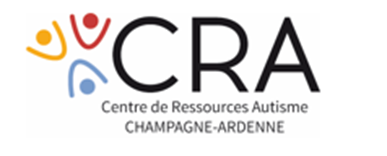 CRA
Centre de Ressources Autisme
CHAMPAGNE-ARDENNE